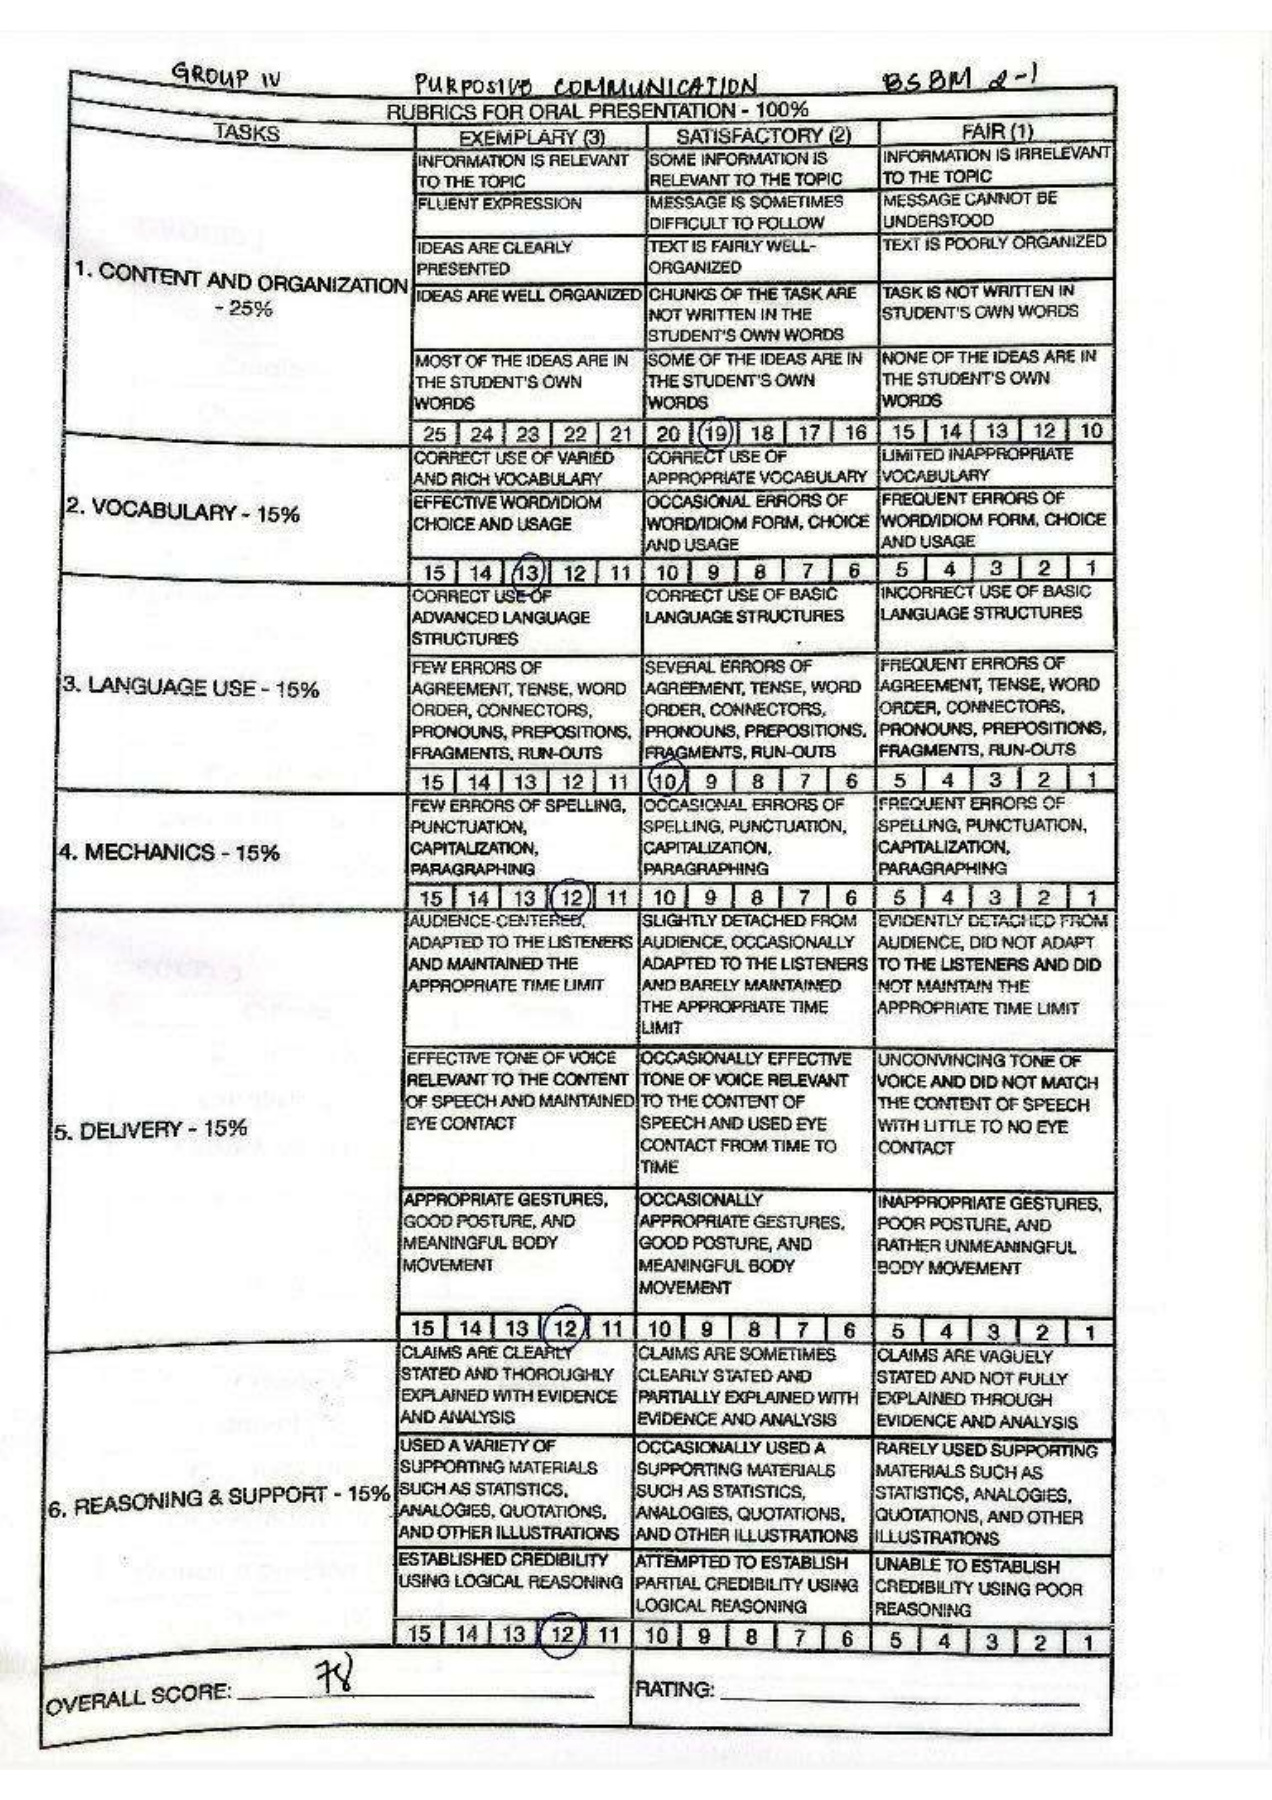 GROUP IV PURPOSIVE COMMUNICATION BSBM 2-1
RUBRICS FOR ORAL PRESENTATION - 100%
TASKS EXEMPLARY (3) SATISFACTORY (2) FAIR (1)
1. CONTENT AND ORGANIZATION
- 25%
INFORMATION IS RELEVANT
TO THE TOPIC
SOME INFORMATION IS
RELEVANT TO THE TOPIC
INFORMATION IS IRRELEVANT
TO THE TOPIC
FLUENT EXPRESSION
MESSAGE IS SOMETIMES
DIFFICULT TO FOLLOW
MESSAGE CANNOT BE
UNDERSTOOD
IDEAS ARE CLEARLY
PRESENTED
TEXT IS FAIRLY WELL-
ORGANIZED
TEXT IS POORLY ORGANIZED
IDEAS ARE WELL ORGANIZED
CHUNKS OF THE TASK ARE
NOT WRITTEN IN THE
STUDENT'S OWN WORDS
TASK IS NOT WRITTEN IN
STUDENT'S OWN WORDS
MOST OF THE IDEAS ARE IN
THE STUDENT'S OWN
WORDS
SOME OF THE IDEAS ARE IN
THE STUDENT'S OWN
WORDS
NONE OF THE IDEAS ARE IN
THE STUDENT'S OWN
WORDS
25 24 23 22 21 20 19 18 17 16 15 14 13 12 10
2. VOCABULARY - 15%
CORRECT USE OF VARIED
AND RICH VOCABULARY
CORRECT USE OF
APPROPRIATE VOCABULARY
LIMITED INAPPROPRIATE
VOCABULARY
EFFECTIVE WORD/IDIOM
CHOICE AND USAGE
OCCASIONAL ERRORS OF
WORD/IDIOM FORM, CHOICE
AND USAGE
FREQUENT ERRORS OF
WORD/IDIOM FORM, CHOICE
AND USAGE
15 14 13 12 11 10 9 8 7 6 5 4 3 2 1
3. LANGUAGE USE - 15%
CORRECT USE OF
ADVANCED LANGUAGE
STRUCTURES
CORRECT USE OF BASIC
LANGUAGE STRUCTURES
INCORRECT USE OF BASIC
LANGUAGE STRUCTURES
FEW ERRORS OF
AGREEMENT, TENSE, WORD
ORDER, CONNECTORS,
PRONOUNS, PREPOSITIONS,
FRAGMENTS, RUN-OUTS
SEVERAL ERRORS OF
AGREEMENT, TENSE, WORD
ORDER, CONNECTORS,
PRONOUNS, PREPOSITIONS,
FRAGMENTS, RUN-OUTS
FREQUENT ERRORS OF
AGREEMENT, TENSE, WORD
ORDER, CONNECTORS,
PRONOUNS, PREPOSITIONS,
FRAGMENTS, RUN-OUTS
15 14 13 12 11 10 9 8 7 6 5 4 3 2 1
4. MECHANICS - 15%
FEW ERRORS OF SPELLING,
PUNCTUATION,
CAPITALIZATION,
PARAGRAPHING
OCCASIONAL ERRORS OF
SPELLING, PUNCTUATION,
CAPITALIZATION,
PARAGRAPHING
FREQUENT ERRORS OF
SPELLING, PUNCTUATION,
CAPITALIZATION,
PARAGRAPHING
15 14 13 12 11 10 9 8 7 6 5 4 3 2 1
5. DELIVERY - 15%
AUDIENCE-CENTERED,
ADAPTED TO THE LISTENERS
AND MAINTAINED THE
APPROPRIATE TIME LIMIT
SLIGHTLY DETACHED FROM
AUDIENCE, OCCASIONALLY
ADAPTED TO THE LISTENERS
AND BARELY MAINTAINED
THE APPROPRIATE TIME
LIMIT
EVIDENTLY DETACHED FROM
AUDIENCE, DID NOT ADAPT
TO THE LISTENERS AND DID
NOT MAINTAIN THE
APPROPRIATE TIME LIMIT
EFFECTIVE TONE OF VOICE
RELEVANT TO THE CONTENT
OF SPEECH AND MAINTAINED
EYE CONTACT
OCCASIONALLY EFFECTIVE
TONE OF VOICE RELEVANT
TO THE CONTENT OF
SPEECH AND USED EYE
CONTACT FROM TIME TO
TIME
UNCONVINCING TONE OF
VOICE AND DID NOT MATCH
THE CONTENT OF SPEECH
WITH LITTLE TO NO EYE
CONTACT
APPROPRIATE GESTURES,
GOOD POSTURE, AND
MEANINGFUL BODY
MOVEMENT
OCCASIONALLY
APPROPRIATE GESTURES,
GOOD POSTURE, AND
MEANINGFUL BODY
MOVEMENT
INAPPROPRIATE GESTURES,
POOR POSTURE, AND
RATHER UNMEANINGFUL
BODY MOVEMENT
15 14 13 12 11 10 9 8 7 6 5 4 3 2 1
6. REASONING & SUPPORT - 15%
CLAIMS ARE CLEARLY
STATED AND THOROUGHLY
EXPLAINED WITH EVIDENCE
AND ANALYSIS
CLAIMS ARE SOMETIMES
CLEARLY STATED AND
PARTIALLY EXPLAINED WITH
EVIDENCE AND ANALYSIS
CLAIMS ARE VAGUELY
STATED AND NOT FULLY
EXPLAINED THROUGH
EVIDENCE AND ANALYSIS
USED A VARIETY OF
SUPPORTING MATERIALS
SUCH AS STATISTICS,
ANALOGIES, QUOTATIONS,
AND OTHER ILLUSTRATIONS
OCCASIONALLY USED A
SUPPORTING MATERIALS
SUCH AS STATISTICS,
ANALOGIES, QUOTATIONS,
AND OTHER ILLUSTRATIONS
RARELY USED SUPPORTING
MATERIALS SUCH AS
STATISTICS, ANALOGIES,
QUOTATIONS, AND OTHER
ILLUSTRATIONS
ESTABLISHED CREDIBILITY
USING LOGICAL REASONING
ATTEMPTED TO ESTABLISH
PARTIAL CREDIBILITY USING
LOGICAL REASONING
UNABLE TO ESTABLISH
CREDIBILITY USING POOR
REASONING
15 14 13 12 11 10 9 8 7 6 5 4 3 2 1
OVERALL SCORE: 78 RATING: